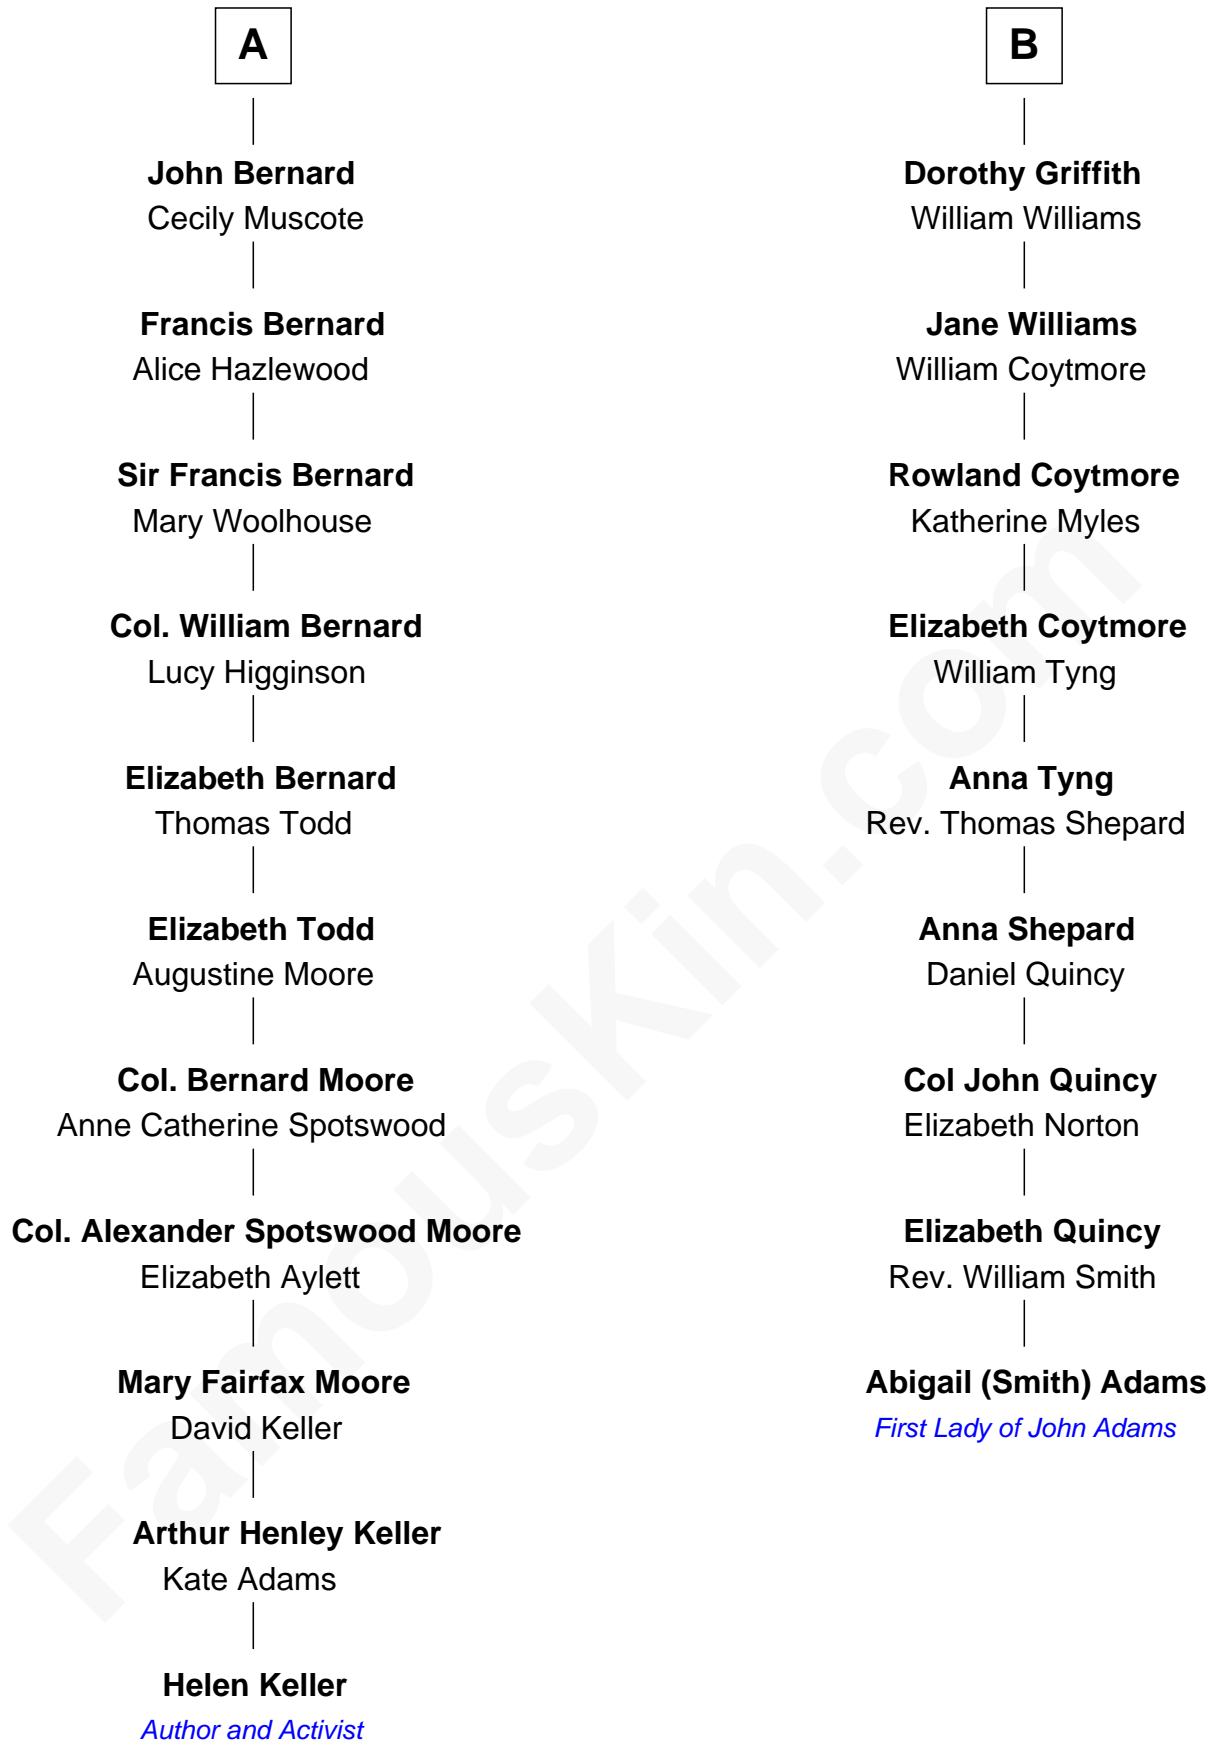 A
John Bernard
Cecily Muscote
Francis Bernard
Alice Hazlewood
Sir Francis Bernard
Mary Woolhouse
Col. William Bernard
Lucy Higginson
Elizabeth Bernard
Thomas Todd
Elizabeth Todd
Augustine Moore
Col. Bernard Moore
Anne Catherine Spotswood
Col. Alexander Spotswood Moore
Elizabeth Aylett
Mary Fairfax Moore
David Keller
Arthur Henley Keller
Kate Adams
Helen Keller
Author and Activist
B
Dorothy Griffith
William Williams
Jane Williams
William Coytmore
Rowland Coytmore
Katherine Myles
Elizabeth Coytmore
William Tyng
Anna Tyng
Rev. Thomas Shepard
Anna Shepard
Daniel Quincy
Col John Quincy
Elizabeth Norton
Elizabeth Quincy
Rev. William Smith
Abigail (Smith) Adams
First Lady of John Adams
FamousKin.com